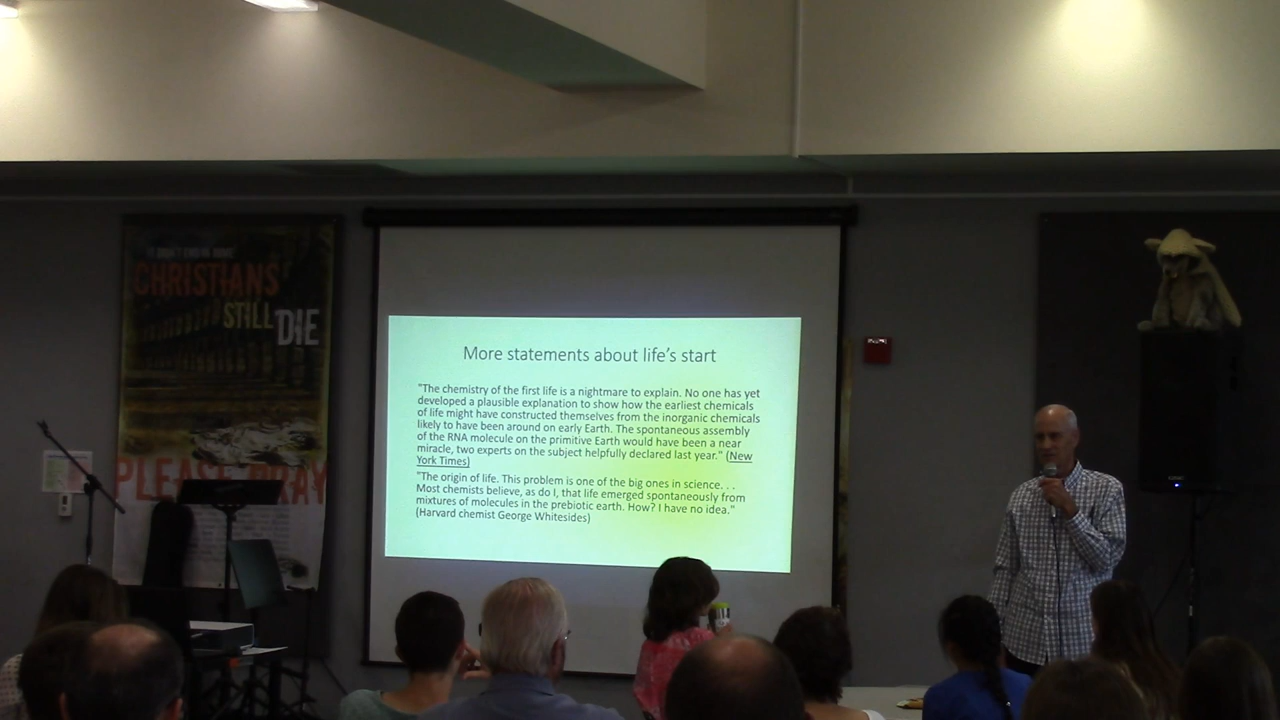 CHRISTIANS
STILL DIE
PLEASE PRAY
More statements about life's start
"The chemistry of the first life is a nightmare to explain. No one has yet
developed a plausible explanation to show how the earliest chemicals
of life might have constructed themselves from the inorganic chemicals
likely to have been around on early Earth. The spontaneous assembly
of the RNA molecule on the primitive Earth would have been a near
miracle, two experts on the subject helpfully declared last year." (New
York Times)
"The origin of life. This problem is one of the big ones in science. . .
Most chemists believe, as do I, that life emerged spontaneously from
mixtures of molecules in the prebiotic earth. How? I have no idea."
(Harvard chemist George Whitesides)